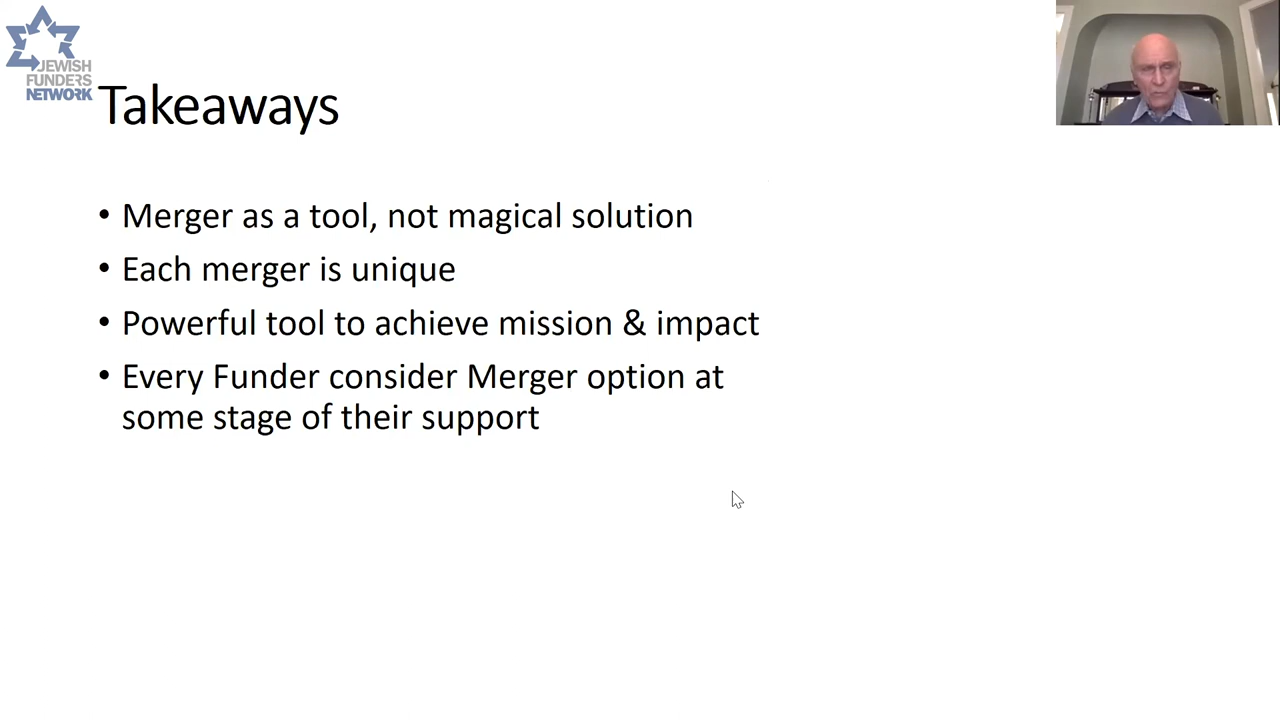 JEWISH
FUNDERS
NETWORK
Takeaways
• Merger as a tool, not magical solution
• Each merger is unique
• Powerful tool to achieve mission & impact
• Every Funder consider Merger option at
some stage of their support